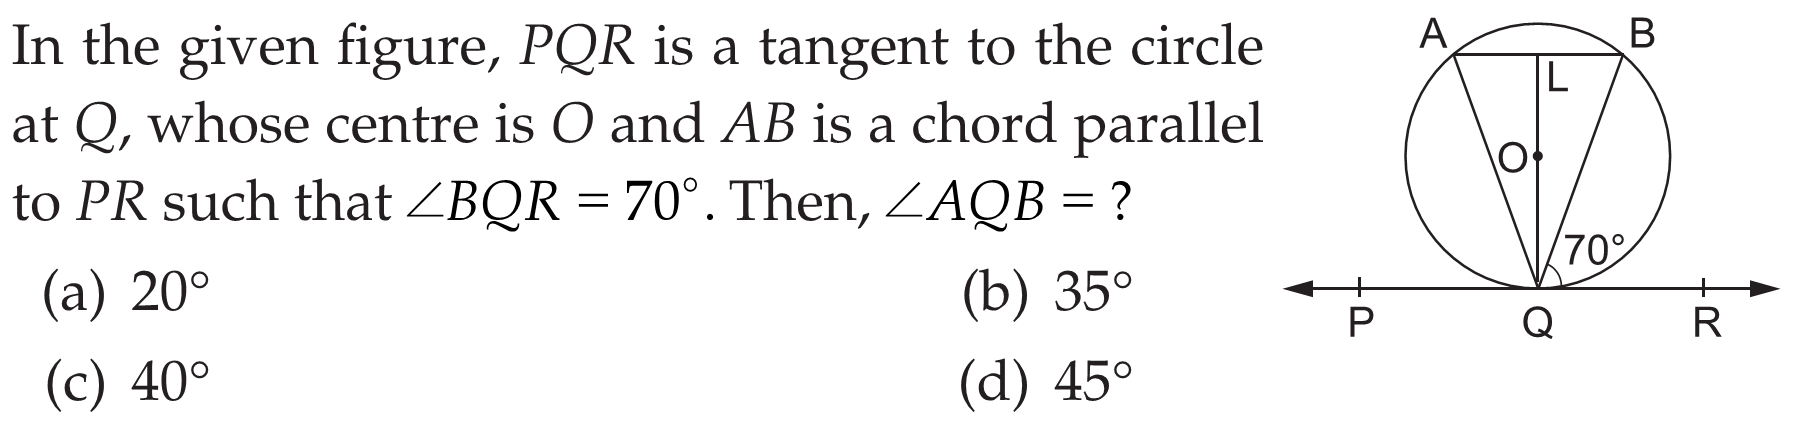 In the given figure, PQR is a tangent to the circle
at Q, whose centre is O and AB is a chord parallel
to PR such that ∠BQR = 70°. Then, ∠AQB = ?
(a) 20° (b) 35°
(c) 40° (d) 45°
A B
L
O
70°
P Q R